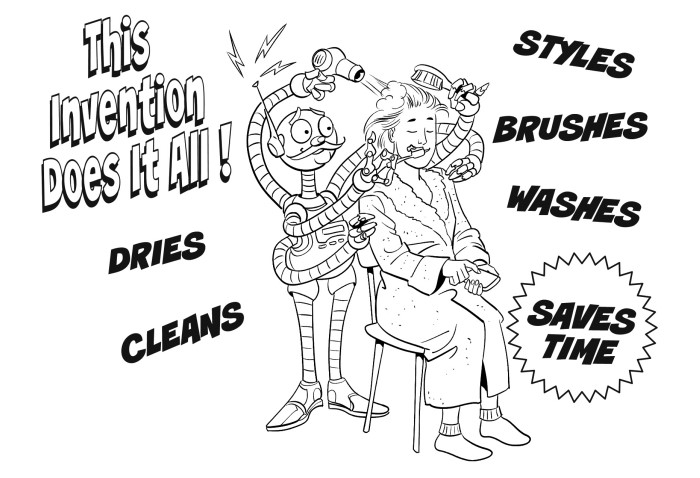 This
Invention
Does It All !
DRIES
CLEANS
STYLES
BRUSHES
WASHES
SAVES
TIME